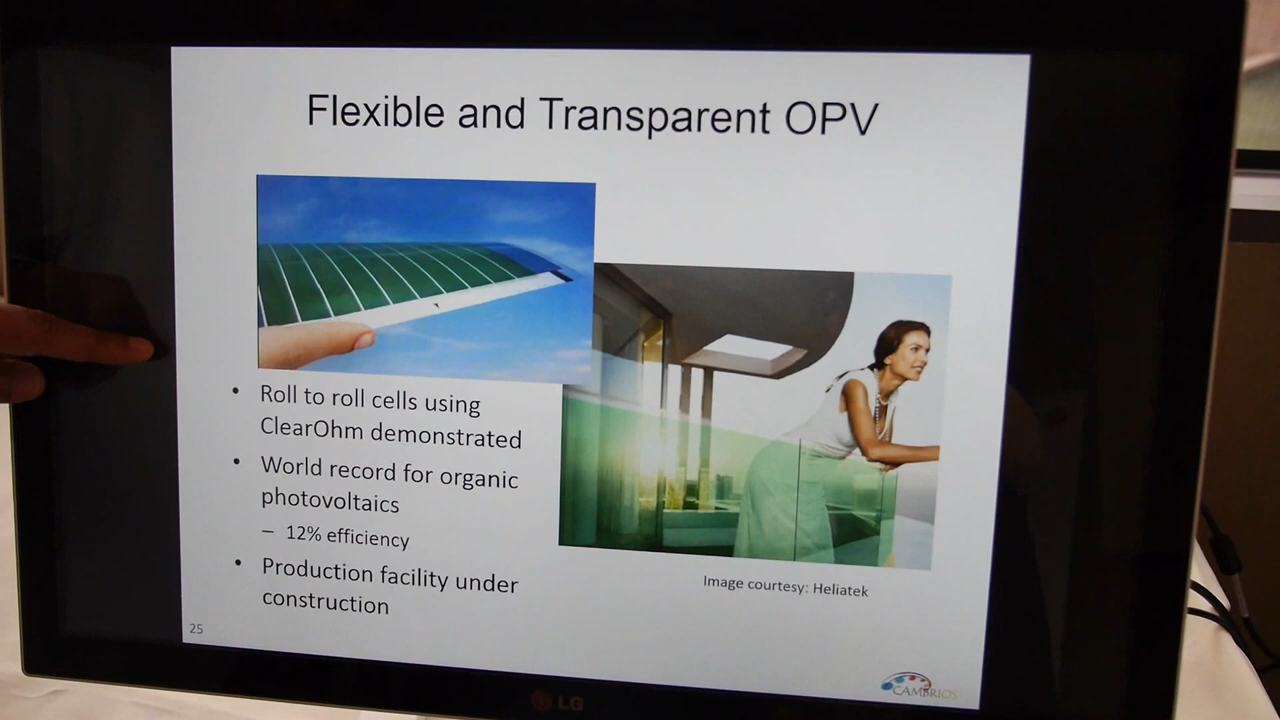 Flexible and Transparent OPV
• Roll to roll cells using
ClearOhm demonstrated
• World record for organic
photovoltaics
– 12% efficiency
• Production facility under
construction
Image courtesy: Heliatek
25
CAMBRIOS
LG